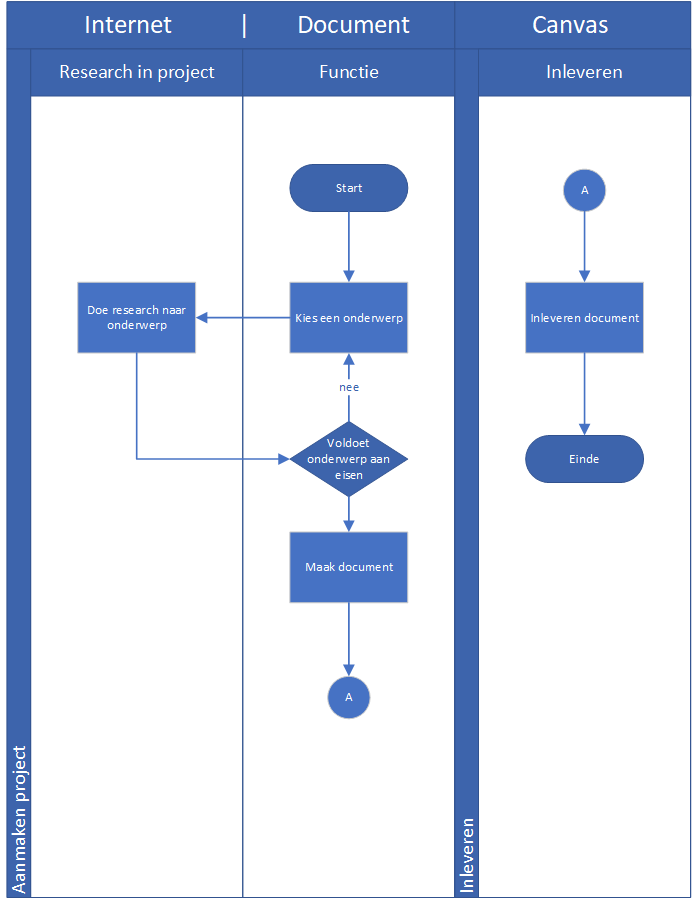 Internet | Document
Canvas
Research in project
Functie
Inleveren
Start
A
Doe research naar
onderwerp
Kies een onderwerp
Inleveren document
nee
Voldoet
onderwerp aan
eisen
Einde
Maak document
A
Aanmaken project
Inleveren